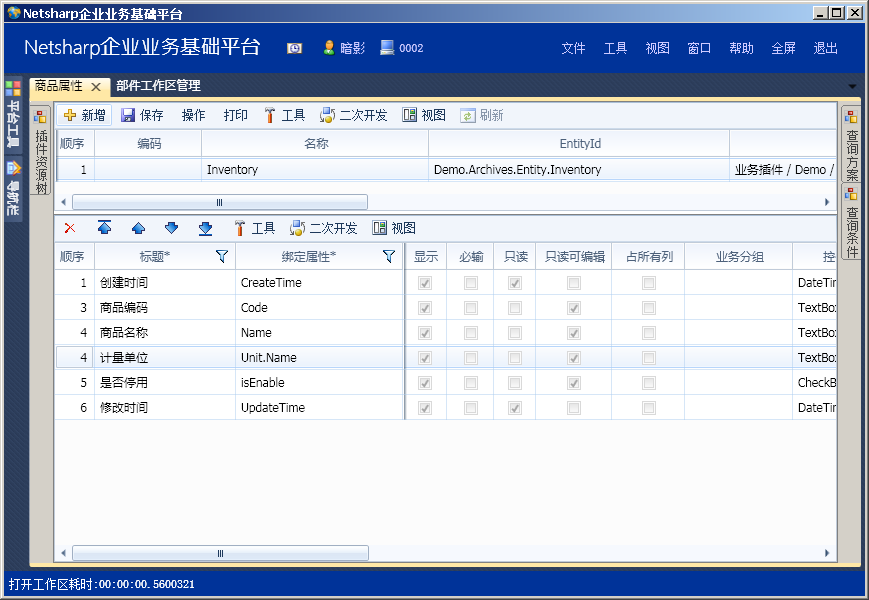 Netsharp企业业务基础平台
Netsharp企业业务基础平台 暗影 0002 文件 工具 视图 窗口 帮助 全屏 退出
商品属性 部件工作区管理
平台工具
导航栏
插件资源树
新增 保存 操作 打印 工具 二次开发 视图 刷新
顺序 编码 名称 EntityId
1 Inventory Demo.Archives.Entity.Inventory 业务插件 / Demo /
工具 二次开发 视图
顺序 标题* 绑定属性* 显示 必输 只读 只读可编辑 占所有列 业务分组 控
1 创建时间 CreateTime DateTin
3 商品编码 Code TextBox
4 商品名称 Name TextBox
4 计量单位 Unit.Name TextBox
5 是否停用 isEnable CheckB
6 修改时间 UpdateTime DateTin
查询方案
查询条件
打开工作区耗时:00:00:00.5600321